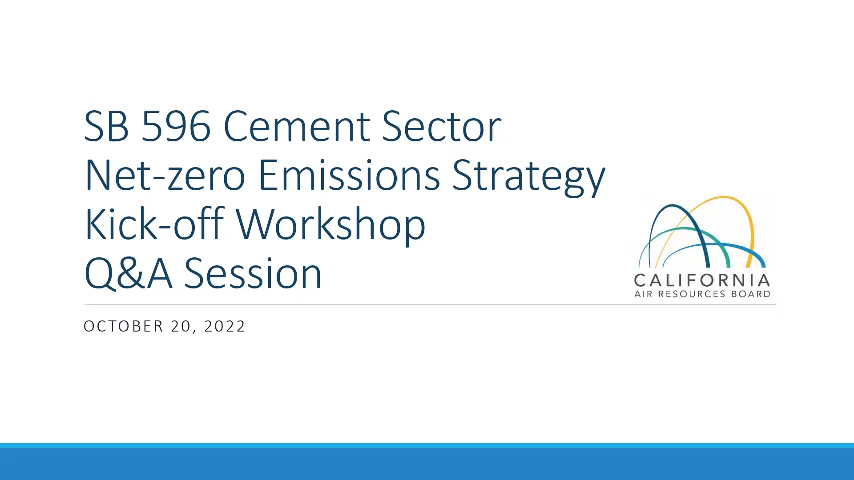 SB 596 Cement Sector
Net-zero Emissions Strategy
Kick-off Workshop
Q&A Session
CALIFORNIA
AIR RESOURCES BOARD
OCTOBER 20, 2022